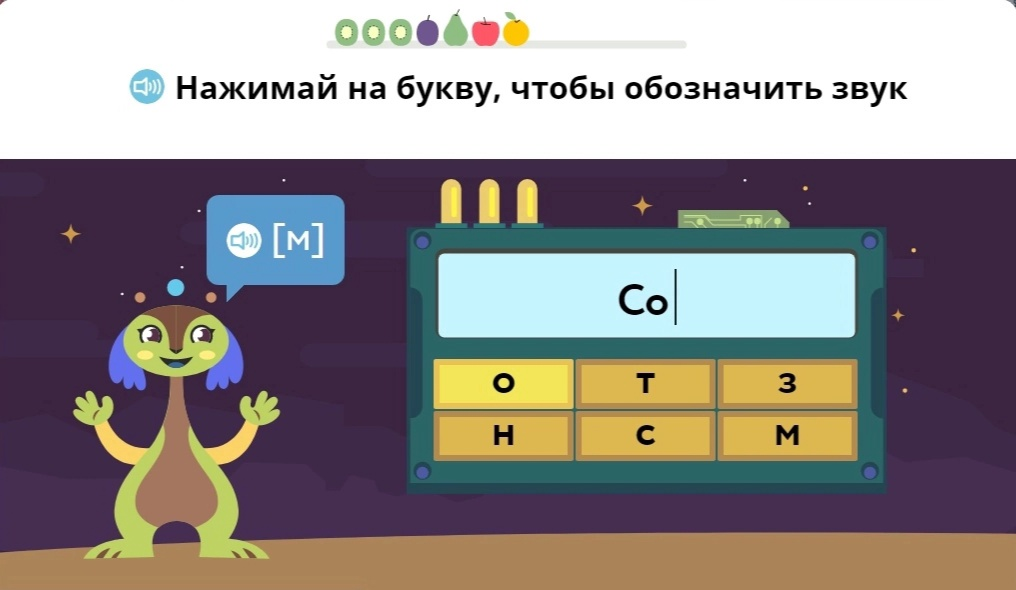 Нажимай на букву, чтобы обозначить звук
[м]
Со
О Т З
Н С М